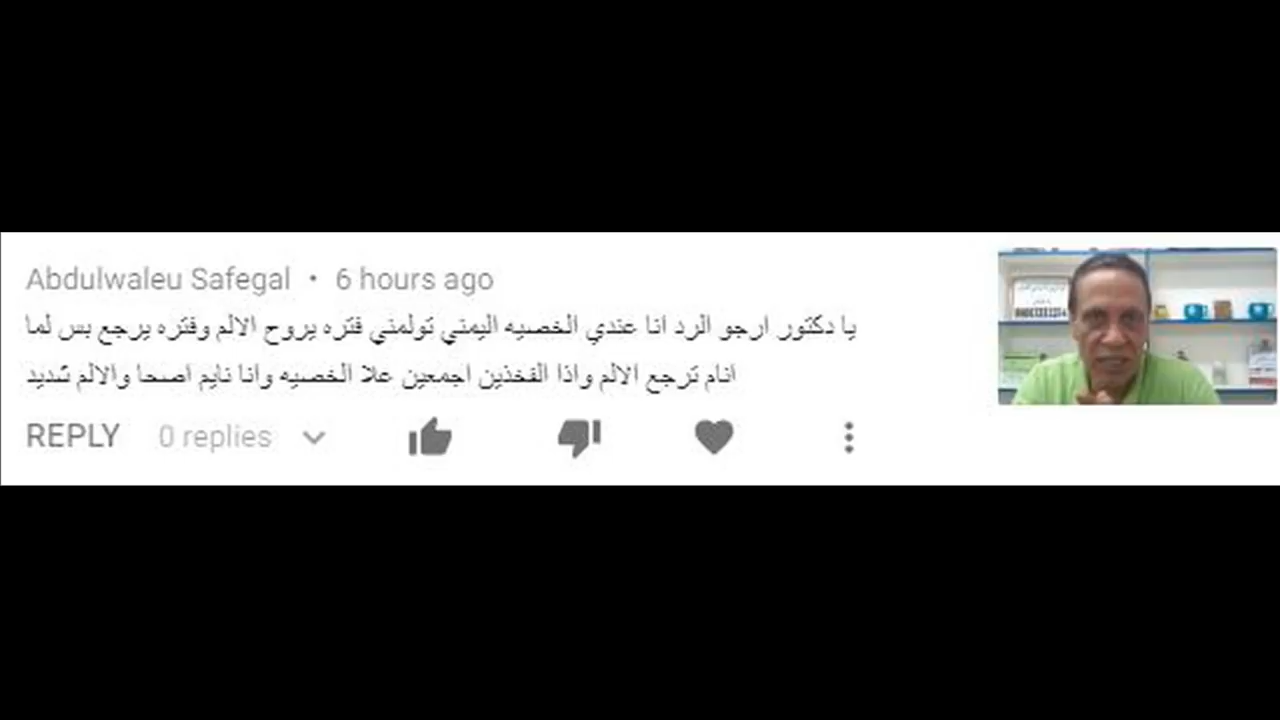 Abdulwaleu Safegal • 6 hours ago
يا دكتور ارجو الرد انا عندي الخصيه اليمني تولمني فتره يروح الالم وفتره يرجع بس لما
انام ترجع الالم واذا الفخذين اجمعين علا الخصيه وانا نايم اصحا والالم شديد
REPLY 0 replies